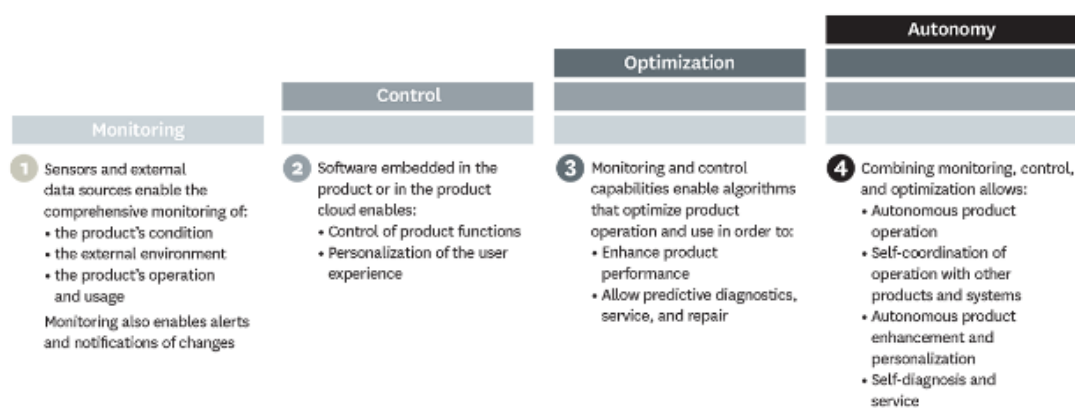 Autonomy
Optimization
Control
Monitoring
1 Sensors and external
data sources enable the
comprehensive monitoring of:
• the product's condition
• the external environment
• the product's operation
and usage
Monitoring also enables alerts
and notifications of changes
2 Software embedded in the
product or in the product
cloud enables:
• Control of product functions
• Personalization of the user
experience
3 Monitoring and control
capabilities enable algorithms
that optimize product
operation and use in order to:
• Enhance product
performance
• Allow predictive diagnostics,
service, and repair
4 Combining monitoring, control,
and optimization allows:
• Autonomous product
operation
• Self-coordination of
operation with other
products and systems
• Autonomous product
enhancement and
personalization
• Self-diagnosis and
service